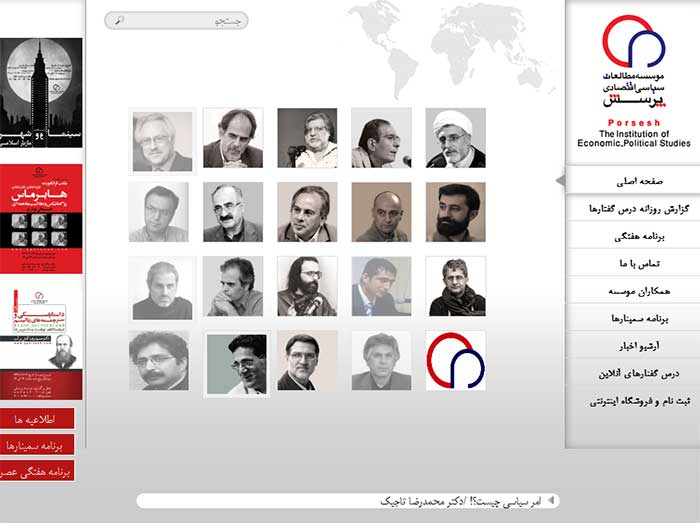 جستجو
موسسه مطالعات
سیاسی اقتصادی
پرسش
Porsesh
The Institution of
Economic_Political Studies
صفحه اصلی
گزارش روزانه درس گفتارها
برنامه هفتگی
تماس با ما
همکاران موسسه
برنامه سمینارها
آرشیو اخبار
درس گفتارهای آنلاین
ثبت نام و فروشگاه اینترنتی
سینما و شهر
هابرماس
اطلاعیه ها
برنامه سمینارها
برنامه هفتگی عصر
امر سیاسی چیست؟! /دکتر محمدرضا تاجیک